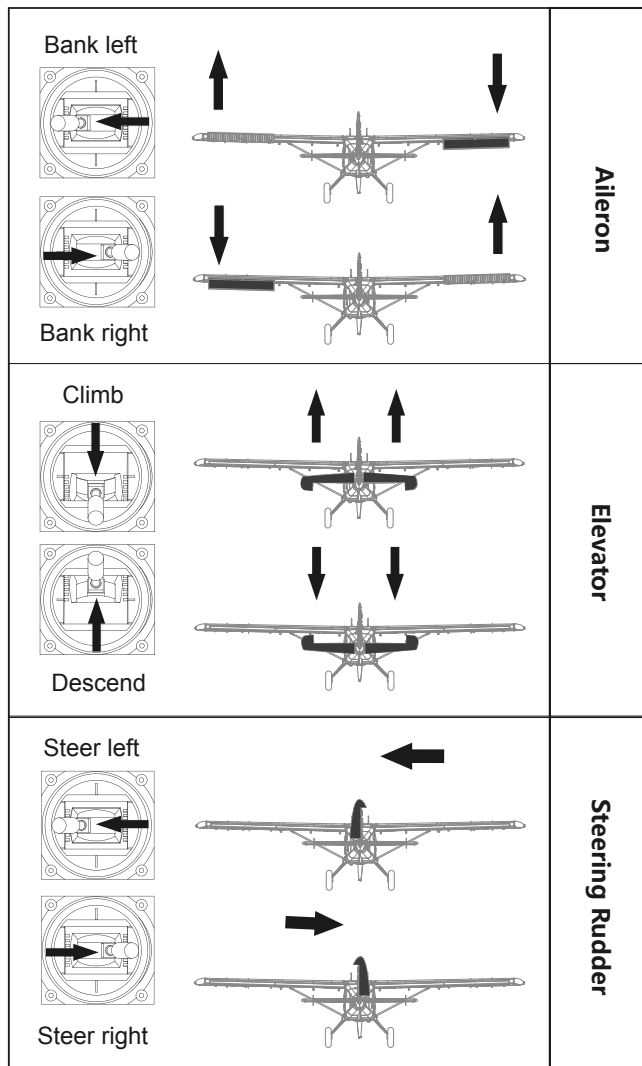 Bank left
Bank right
Aileron
Climb
Descend
Elevator
Steer left
Steer right
Steering Rudder